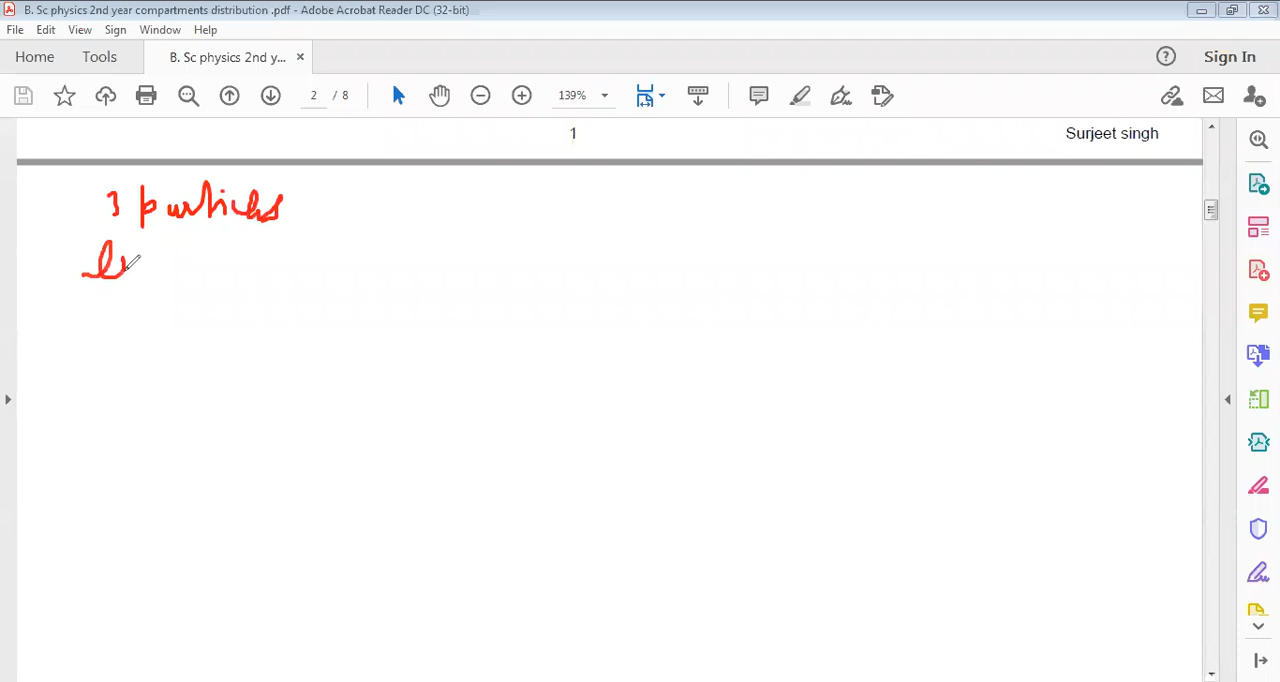 B. Sc physics 2nd year compartments distribution .pdf - Adobe Acrobat Reader DC (32-bit)
File Edit View Sign Window Help
Home Tools B. Sc physics 2nd y... Sign In
2 / 8 139%
1 Surjeet singh
3 particles